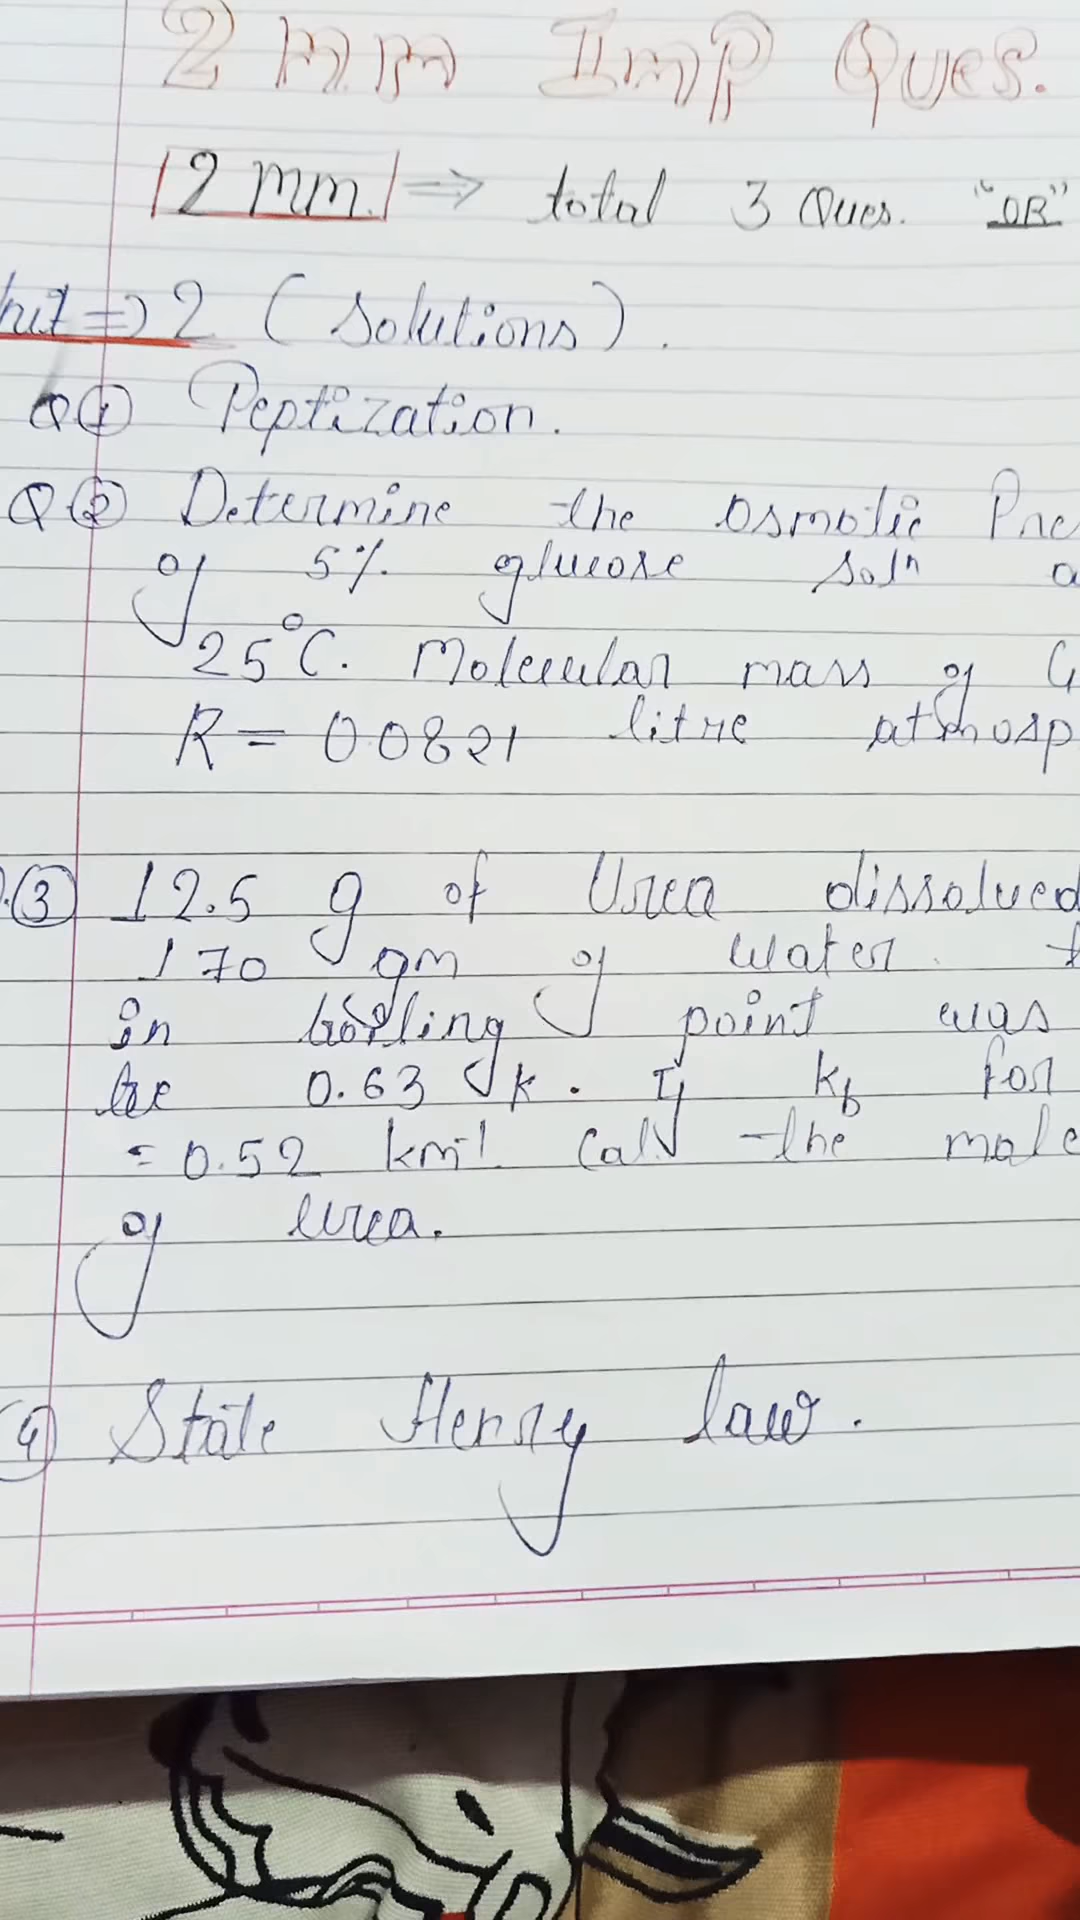 2 mm Imp Ques.
2 mm. => total 3 Ques. "OR"
=> 2 (Solutions).
Q① Peptization.
Q② Determine the Osmotic Pre
of 5% glucose soln a
25°C. Molecular mass of G
R = 0.0821 litre atmosp
③ 12.5 g of Urea dissolved
170 gm of water.
in boiling point was
be 0.63 k. If kb for
= 0.52 km-1. Cal. the mole
of urea.
④ State Henry law.